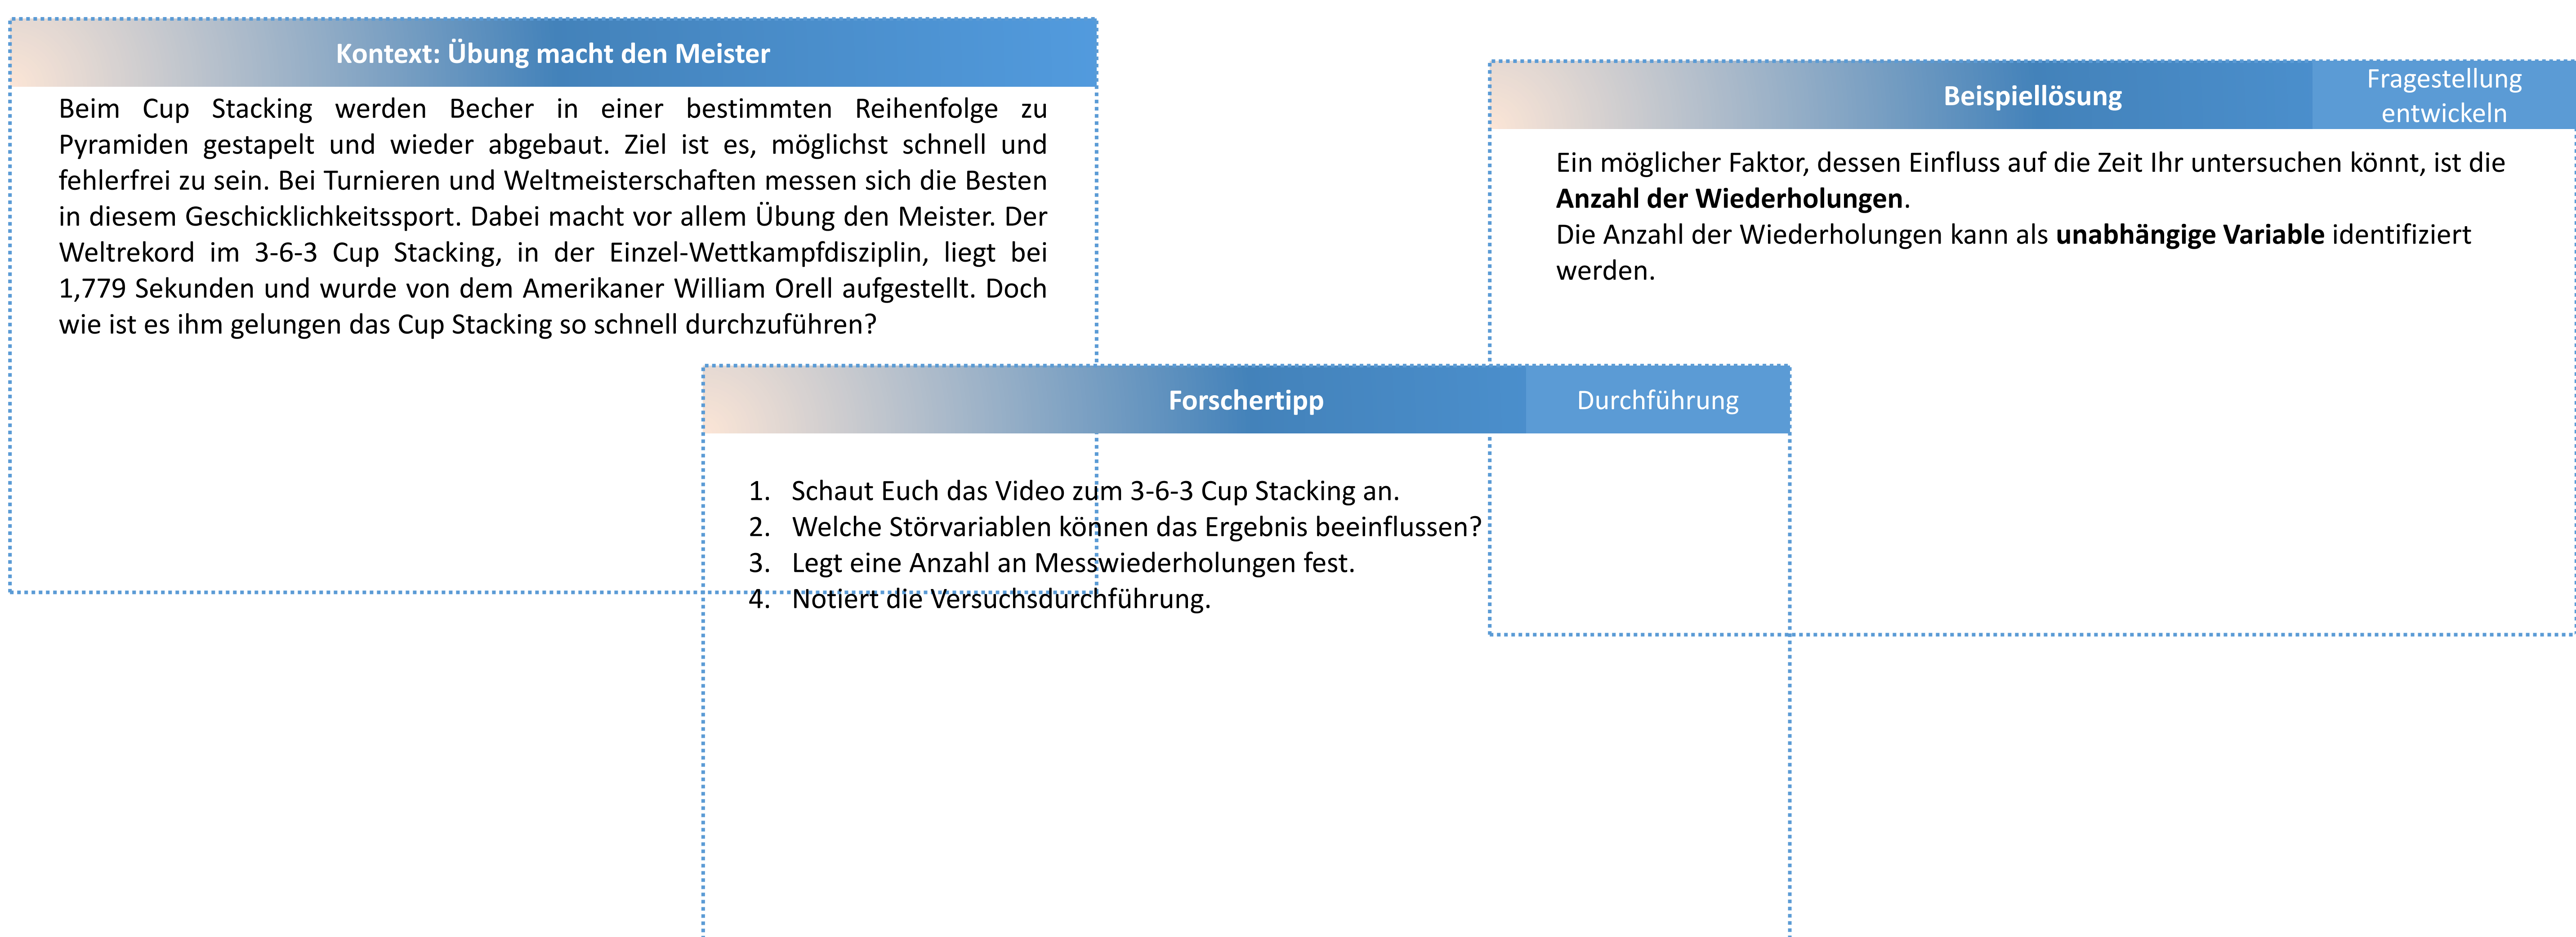 Kontext: Übung macht den Meister
Beim Cup Stacking werden Becher in einer bestimmten Reihenfolge zu
Pyramiden gestapelt und wieder abgebaut. Ziel ist es, möglichst schnell und
fehlerfrei zu sein. Bei Turnieren und Weltmeisterschaften messen sich die Besten
in diesem Geschicklichkeitssport. Dabei macht vor allem Übung den Meister. Der
Weltrekord im 3-6-3 Cup Stacking, in der Einzel-Wettkampfdisziplin, liegt bei
1,779 Sekunden und wurde von dem Amerikaner William Orell aufgestellt. Doch
wie ist es ihm gelungen das Cup Stacking so schnell durchzuführen?
Beispiellösung
Fragestellung
entwickeln
Ein möglicher Faktor, dessen Einfluss auf die Zeit Ihr untersuchen könnt, ist die
Anzahl der Wiederholungen.
Die Anzahl der Wiederholungen kann als unabhängige Variable identifiziert
werden.
Forschertipp
Durchführung
1. Schaut Euch das Video zum 3-6-3 Cup Stacking an.
2. Welche Störvariablen können das Ergebnis beeinflussen?
3. Legt eine Anzahl an Messwiederholungen fest.
4. Notiert die Versuchsdurchführung.